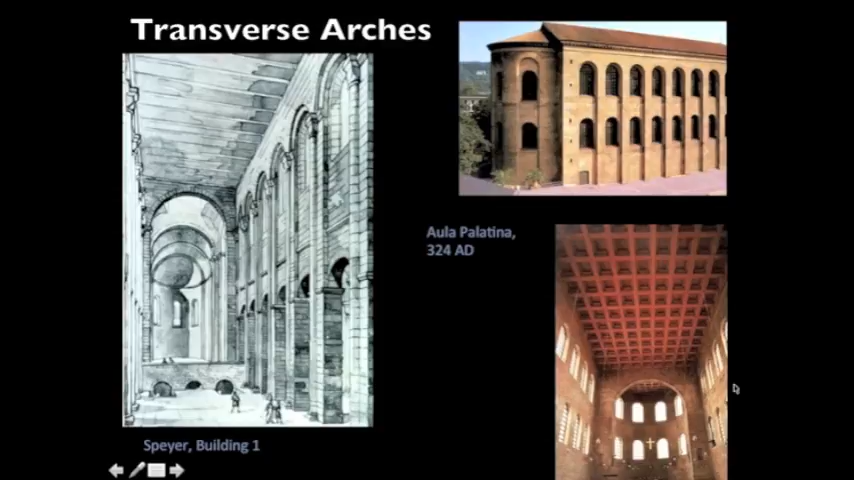 Transverse Arches
Aula Palatina,
324 AD
Speyer, Building 1